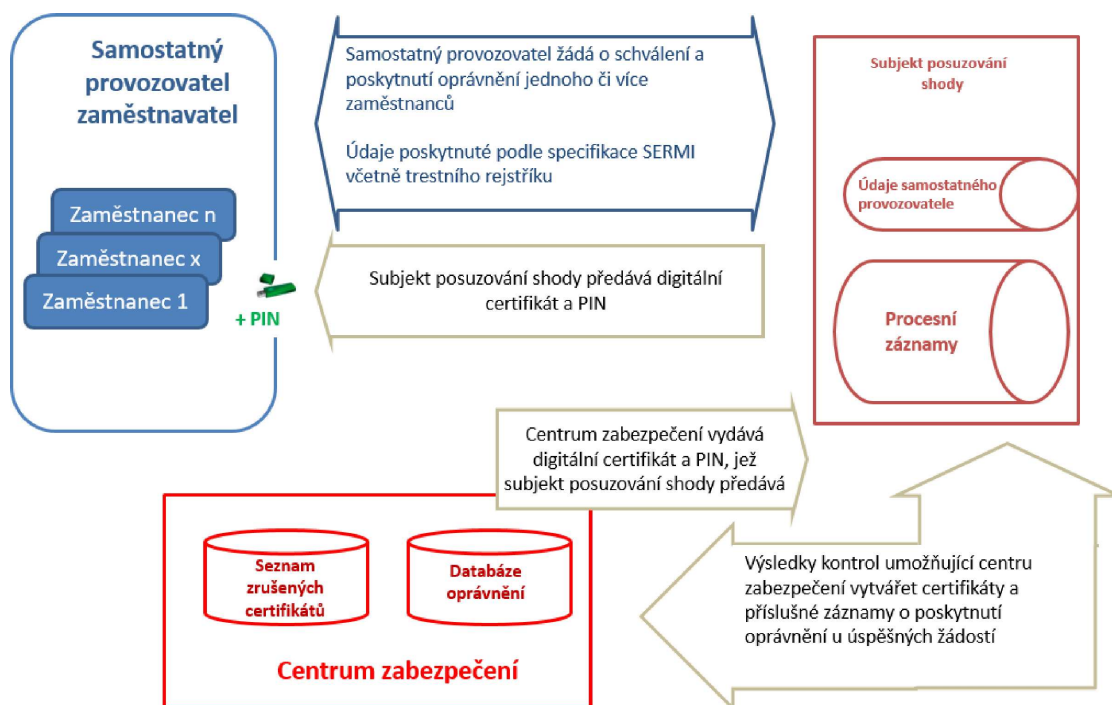 Samostatný
provozovatel
zaměstnavatel
Zaměstnanec n
Zaměstnanec x
Zaměstnanec 1
+ PIN
Samostatný provozovatel žádá o schválení a
poskytnutí oprávnění jednoho či více
zaměstnanců
Údaje poskytnuté podle specifikace SERMI
včetně trestního rejstříku
Subjekt posuzování shody předává digitální
certifikát a PIN
Subjekt posuzování
shody
Údaje samostatného
provozovatele
Procesní
záznamy
Centrum zabezpečení vydává
digitální certifikát a PIN, jež
subjekt posuzování shody předává
Seznam
zrušených
certifikátů
Databáze
oprávnění
Centrum zabezpečení
Výsledky kontrol umožňující centru
zabezpečení vytvářet certifikáty a
příslušné záznamy o poskytnutí
oprávnění u úspěšných žádostí